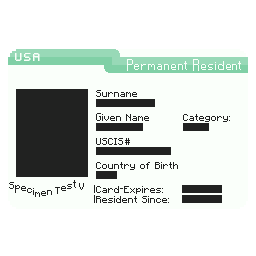 USA
Permanent Resident
Surname
Given Name Category:
USCIS#
Country of Birth
Card-Expires:
Resident Since:
Specimen Test V